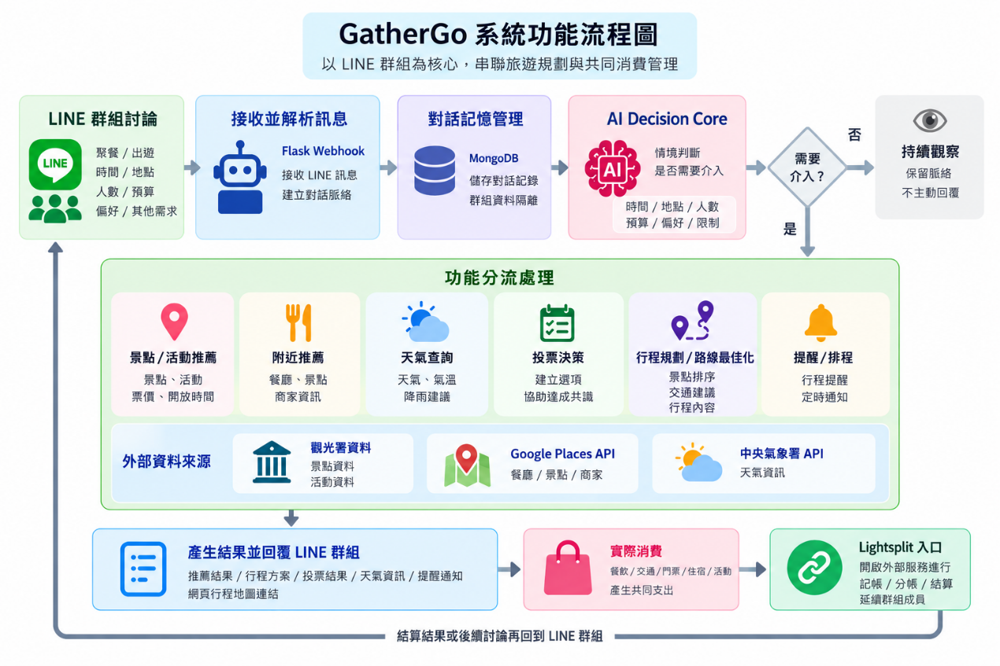 GatherGo 系統功能流程圖
以 LINE 群組為核心，串聯旅遊規劃與共同消費管理
LINE 群組討論
LINE
聚餐 / 出遊
時間 / 地點
人數 / 預算
偏好 / 其他需求
接收並解析訊息
Flask Webhook
接收 LINE 訊息
建立對話脈絡
對話記憶管理
MongoDB
儲存對話記錄
群組資料隔離
AI Decision Core
AI
情境判斷
是否需要介入
時間 / 地點 / 人數
預算 / 偏好 / 限制
需要
介入？
否
是
持續觀察
保留脈絡
不主動回覆
功能分流處理
景點 / 活動推薦
景點、活動
票價、開放時間
附近推薦
餐廳、景點
商家資訊
天氣查詢
天氣、氣溫
降雨建議
投票決策
建立選項
協助達成共識
行程規劃 / 路線最佳化
景點排序
交通建議
行程內容
提醒 / 排程
行程提醒
定時通知
外部資料來源
觀光署資料
景點資料
活動資料
Google Places API
餐廳 / 景點 / 商家
中央氣象署 API
天氣資訊
產生結果並回覆 LINE 群組
推薦結果 / 行程方案 / 投票結果 / 天氣資訊 / 提醒通知
網頁行程地圖連結
實際消費
餐飲 / 交通 / 門票 / 住宿 / 活動
產生共同支出
Lightsplit 入口
開啟外部服務進行
記帳 / 分帳 / 結算
延續群組成員
結算結果或後續討論再回到 LINE 群組